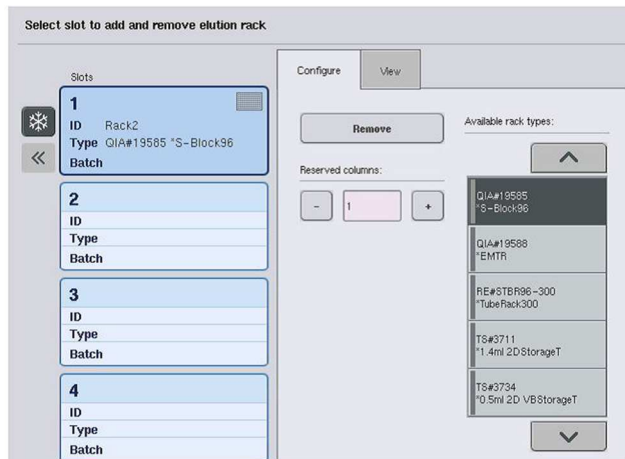 Select slot to add and remove elution rack
Slots
1
ID Rack2
Type QIA#19585 *S-Block96
Batch
2
ID
Type
Batch
3
ID
Type
Batch
4
ID
Type
Batch
Configure
View
Remove
Reserved columns:
- 1 +
Available rack types:
QIA#19585
*S-Block96
QIA#19588
*EMTR
RE#STBR96-300
*TubeRack300
TS#3711
*1.4ml 2DStorageT
TS#3734
*0.5ml 2D VBStorageT